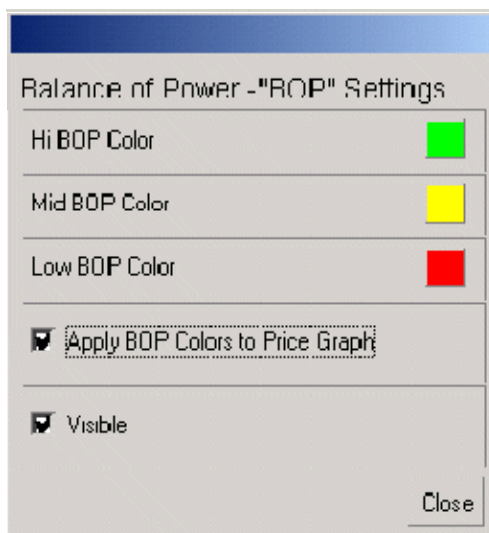 Balance of Power -"BOP" Settings
Hi BOP Color
Mid BOP Color
Low BOP Color
Apply BOP Colors to Price Graph
Visible
Close